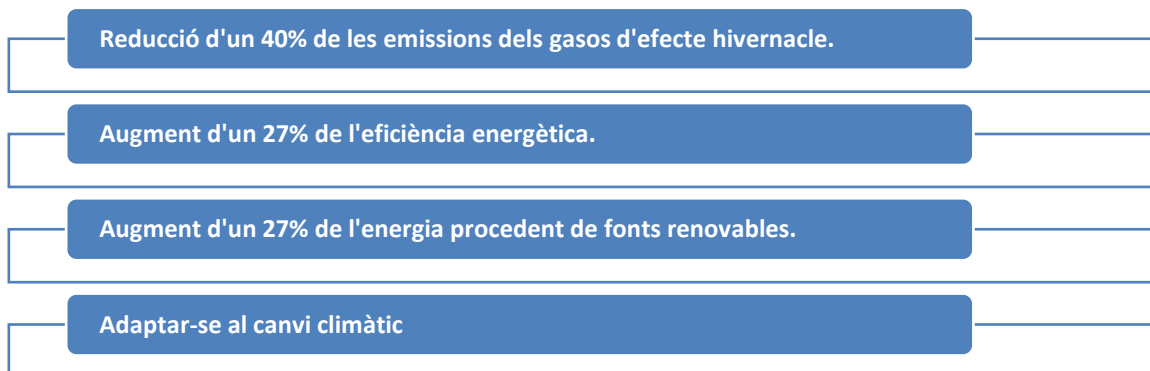 Reducció d'un 40% de les emissions dels gasos d'efecte hivernacle.
Augment d'un 27% de l'eficiència energètica.
Augment d'un 27% de l'energia procedent de fonts renovables.
Adaptar-se al canvi climàtic